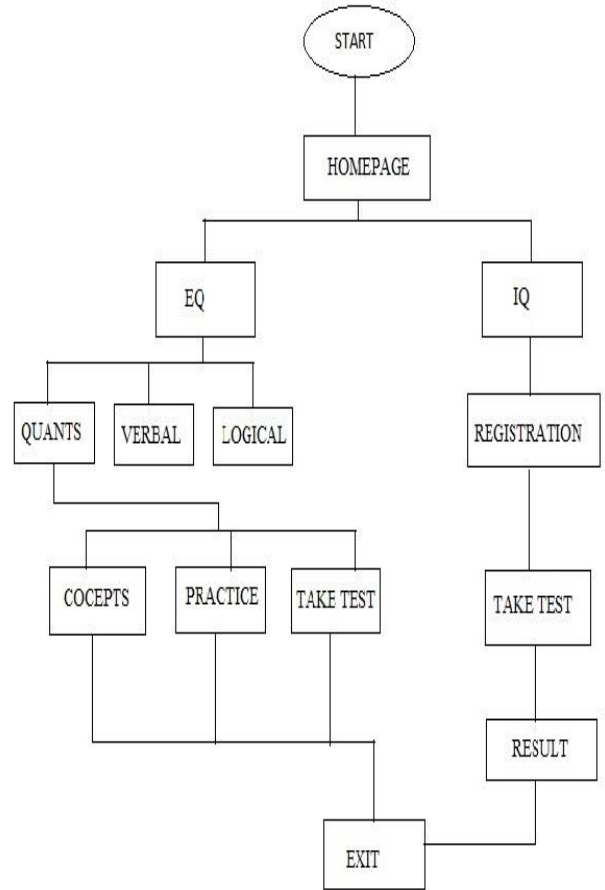 START
HOMEPAGE
EQ
IQ
QUANTS
VERBAL
LOGICAL
REGISTRATION
COCEPTS
PRACTICE
TAKE TEST
TAKE TEST
RESULT
EXIT